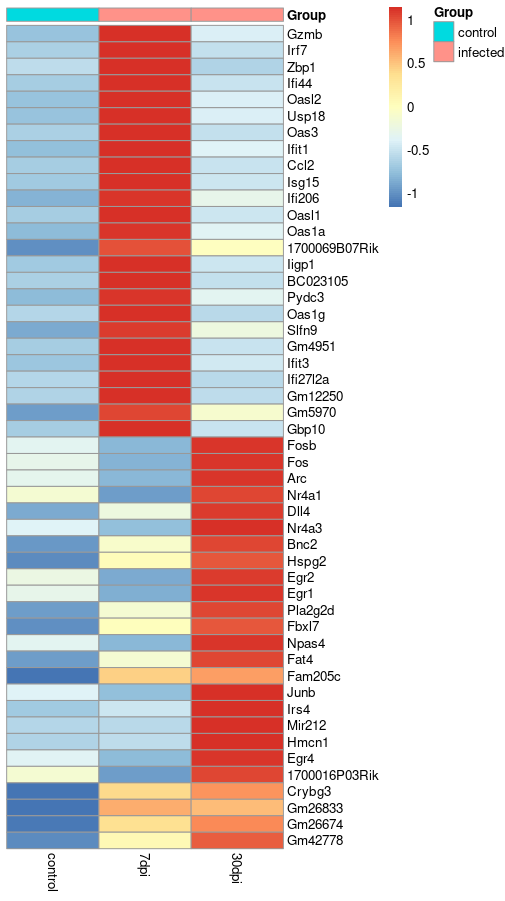 Group
Gzmb
Irf7
Zbp1
Ifi44
Oasl2
Usp18
Oas3
Ifit1
Ccl2
Isg15
Ifi206
Oasl1
Oas1a
1700069B07Rik
Iigp1
BC023105
Pydc3
Oas1g
Slfn9
Gm4951
Ifit3
Ifi27l2a
Gm12250
Gm5970
Gbp10
Fosb
Fos
Arc
Nr4a1
Dll4
Nr4a3
Bnc2
Hspg2
Egr2
Egr1
Pla2g2d
Fbxl7
Npas4
Fat4
Fam205c
Junb
Irs4
Mir212
Hmcn1
Egr4
1700016P03Rik
Crybg3
Gm26833
Gm26674
Gm42778
control
7dpi
30dpi
1
0.5
0
-0.5
-1
Group
control
infected